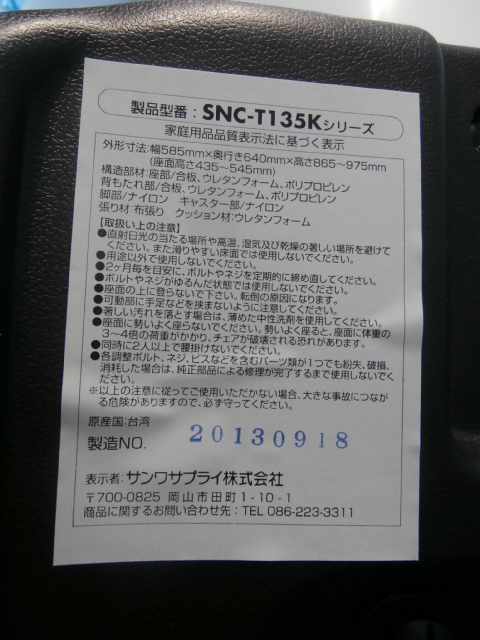 製品型番：SNC-T135Kシリーズ
家庭用品品質表示法に基づく表示
外形寸法：幅585mm×奥行き640mm×高さ865～975mm
（座面高さ435～545mm）
構造部材：座部/合板、ウレタンフォーム、ポリプロピレン
背もたれ部/合板、ウレタンフォーム、ポリプロピレン
脚部/ナイロン キャスター部/ナイロン
張り材：布張り クッション材：ウレタンフォーム
【取扱い上の注意】
●直射日光の当たる場所や高温、湿気及び乾燥の著しい場所を避けて
ください。また滑りやすい床面では使用しないでください。
●用途以外で使用しないでください。
●2ヶ月毎を目安に、ボルトやネジを定期的に締め直してください。
●ボルトやネジがゆるんだ状態では使用しないでください。
●座面の上に登らないで下さい。転倒の原因になります。
●可動部に手足などを挟まないように注意してください。
●著しい汚れを落とす場合は、薄めた中性洗剤を使用してください。
●座面に勢いよく座らないでください。勢いよく座ると、座面に体重の
3～4倍の荷重がかかり、チェアが破壊される恐れがあります。
●同時に2人以上で腰掛けないでください。
●各調整ボルト、ネジ、ビスなどを含むパーツ類が1つでも紛失、破損、
消耗した場合は、純正部品による修理が完了するまで使用しないでく
ださい。
※以上の注意に従ってご使用いただかない場合、大きな事故につなが
る危険がありますので、必ず守ってください。
原産国：台湾
製造NO. 20130918
表示者：サンワサプライ株式会社
〒700-0825 岡山市田町1-10-1
商品に関するお問い合わせ先：TEL 086-223-3311